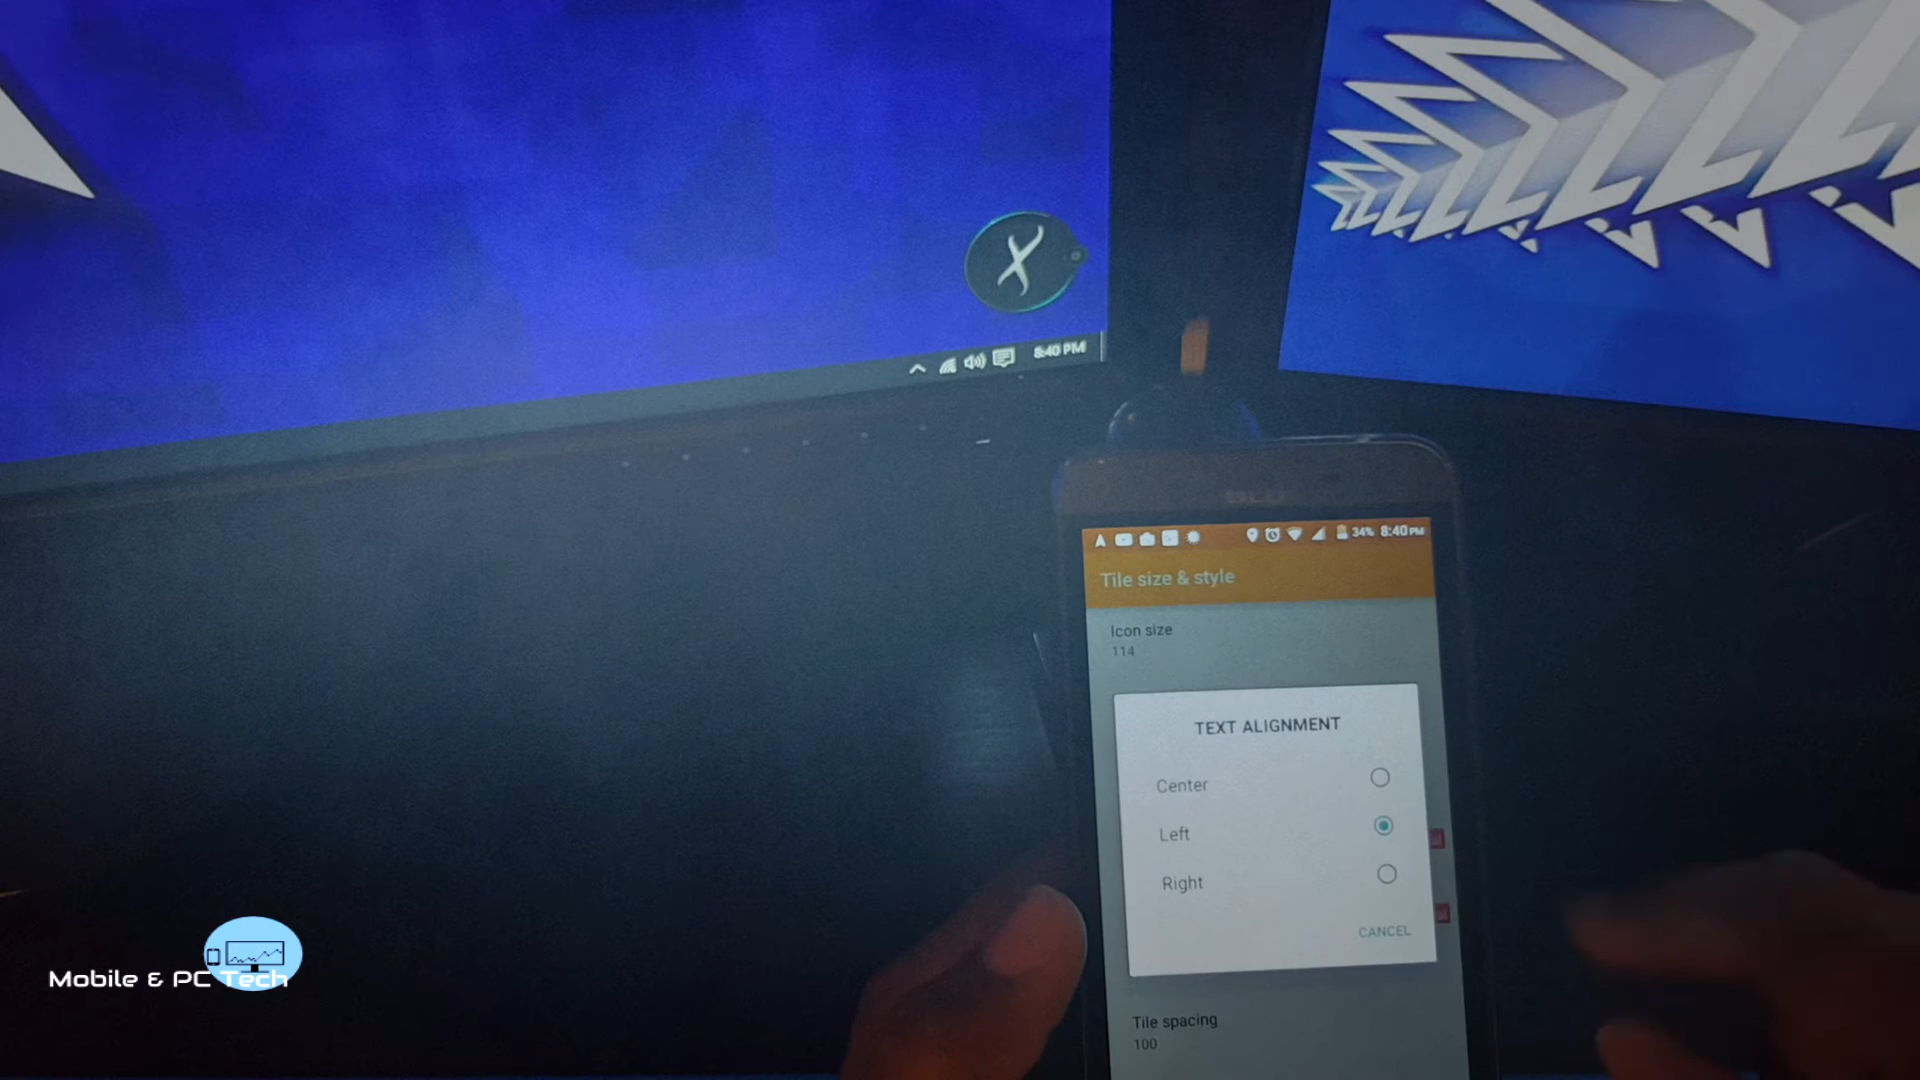 X
8:40 PM
34% 8:40 PM
Tile size & style
Icon size
114
TEXT ALIGNMENT
Center
Left
Right
CANCEL
Tile spacing
100
Mobile & PC Tech